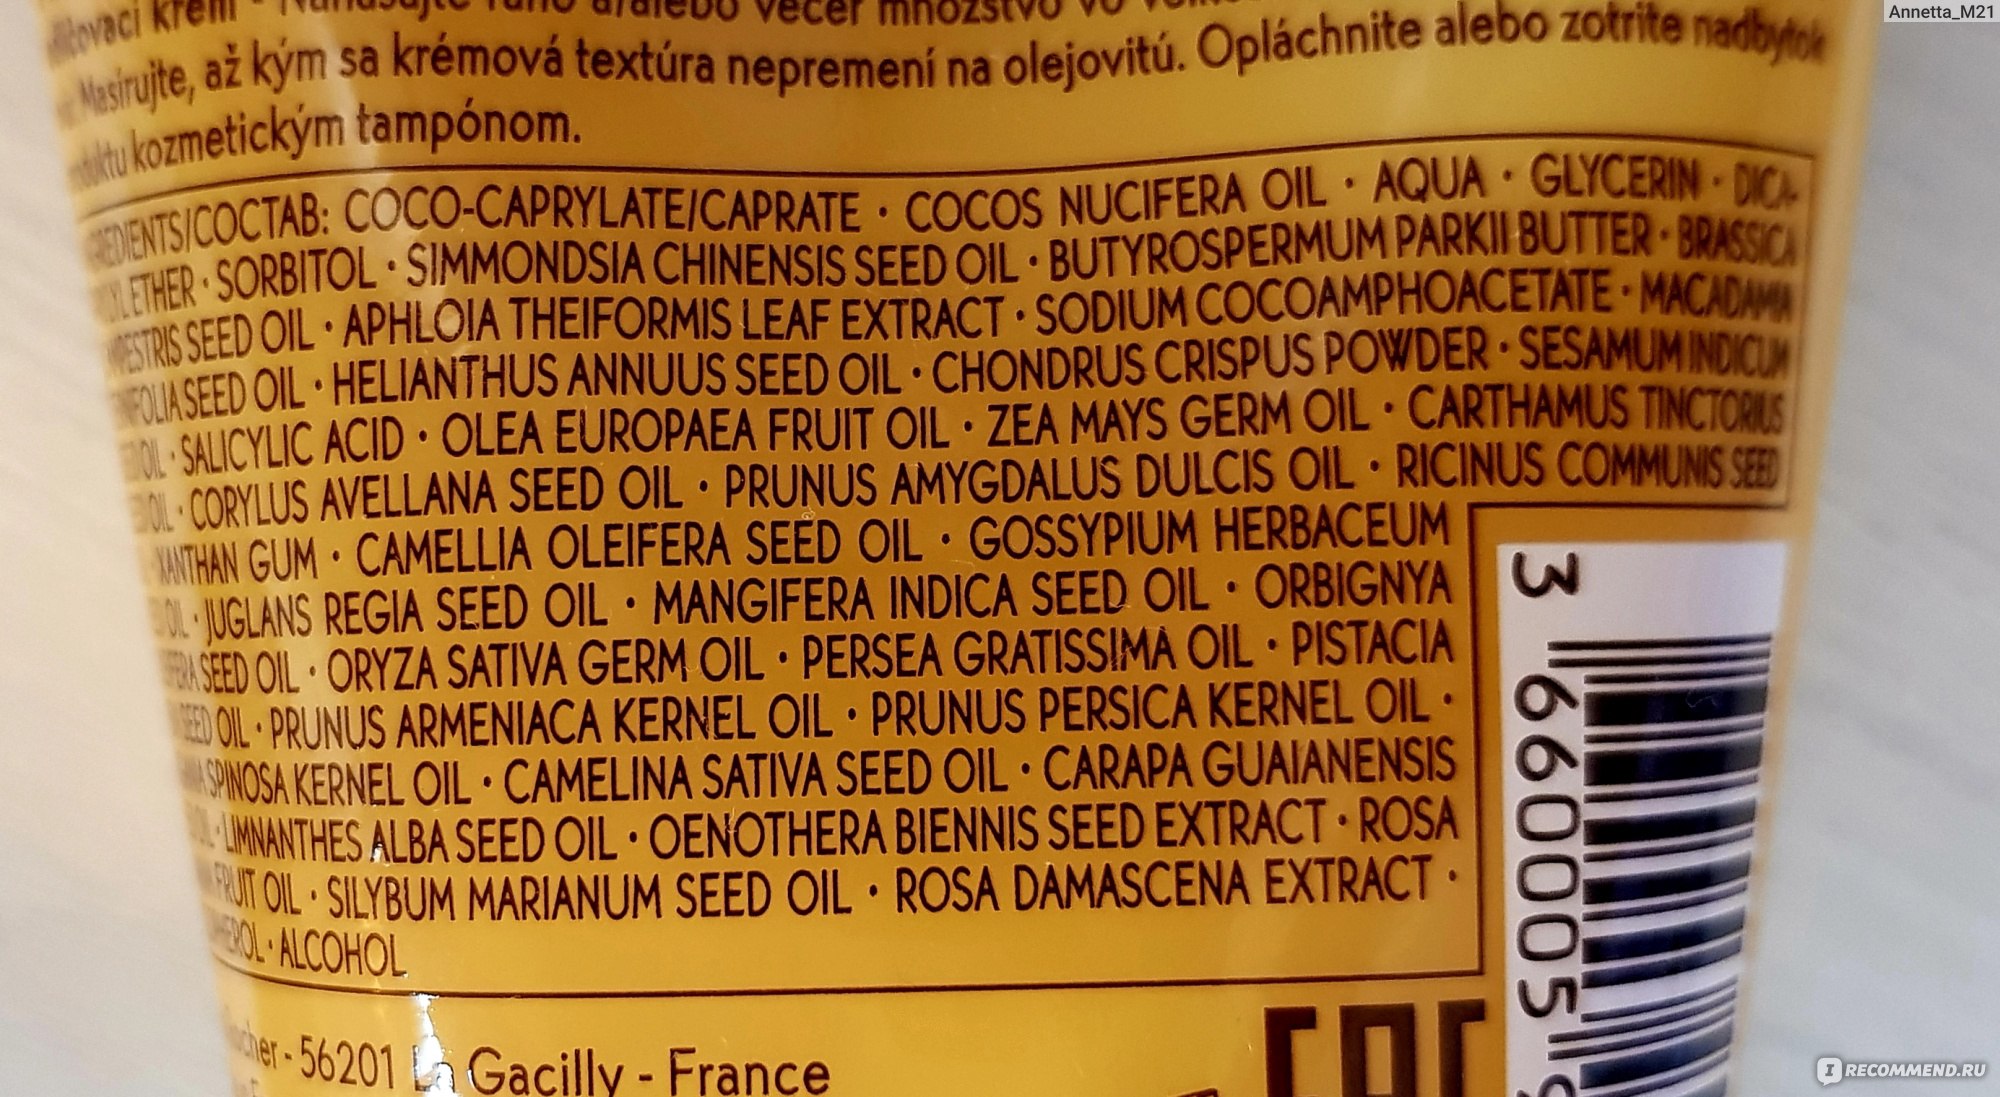 Annetta_M21
Masírujte, až kým sa krémová textúra nepremení na olejovitú. Opláchnite alebo zotrite nadbytok
kozmetickým tampónom.
INGREDIENTS/СОСТАВ: COCO-CAPRYLATE/CAPRATE · COCOS NUCIFERA OIL · AQUA · GLYCERIN · DICA-
ETHER · SORBITOL · SIMMONDSIA CHINENSIS SEED OIL · BUTYROSPERMUM PARKII BUTTER · BRASSICA
SEED OIL · APHLOIA THEIFORMIS LEAF EXTRACT · SODIUM COCOAMPHOACETATE · MACADAMIA
SEED OIL · HELIANTHUS ANNUUS SEED OIL · CHONDRUS CRISPUS POWDER · SESAMUM INDICUM
OIL · SALICYLIC ACID · OLEA EUROPAEA FRUIT OIL · ZEA MAYS GERM OIL · CARTHAMUS TINCTORIUS
OIL · CORYLUS AVELLANA SEED OIL · PRUNUS AMYGDALUS DULCIS OIL · RICINUS COMMUNIS SEED
· XANTHAN GUM · CAMELLIA OLEIFERA SEED OIL · GOSSYPIUM HERBACEUM
OIL · JUGLANS REGIA SEED OIL · MANGIFERA INDICA SEED OIL · ORBIGNYA
SEED OIL · ORYZA SATIVA GERM OIL · PERSEA GRATISSIMA OIL · PISTACIA
SEED OIL · PRUNUS ARMENIACA KERNEL OIL · PRUNUS PERSICA KERNEL OIL ·
SPINOSA KERNEL OIL · CAMELINA SATIVA SEED OIL · CARAPA GUAIANENSIS
· LIMNANTHES ALBA SEED OIL · OENOTHERA BIENNIS SEED EXTRACT · ROSA
FRUIT OIL · SILYBUM MARIANUM SEED OIL · ROSA DAMASCENA EXTRACT ·
· ALCOHOL
- 56201 La Gacilly - France
3 660005
EAC
IRECOMMEND.RU